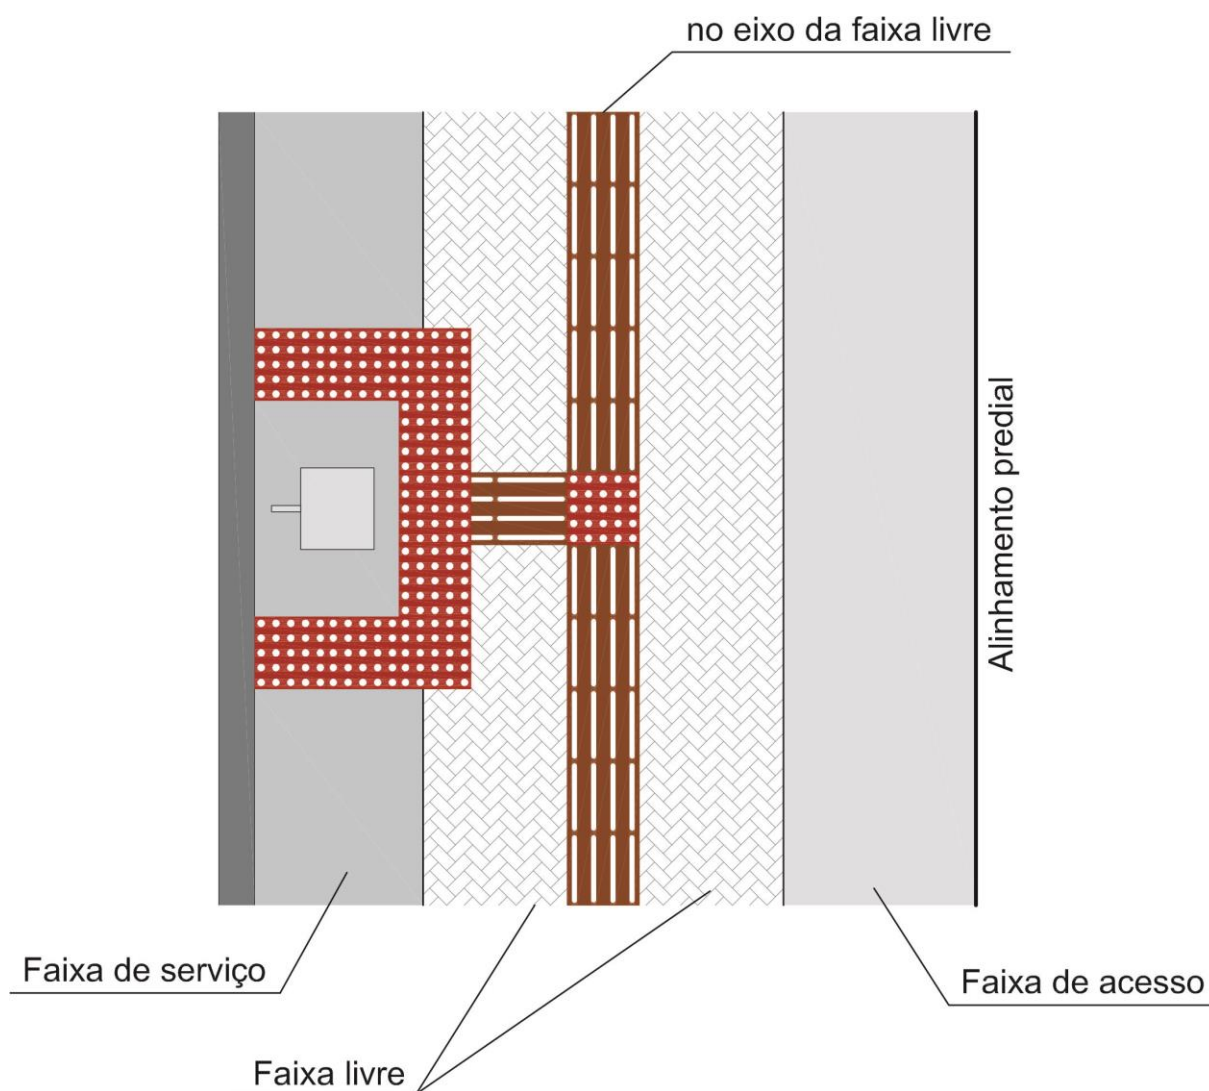 no eixo da faixa livre
Alinhamento predial
Faixa de serviço
Faixa de acesso
Faixa livre